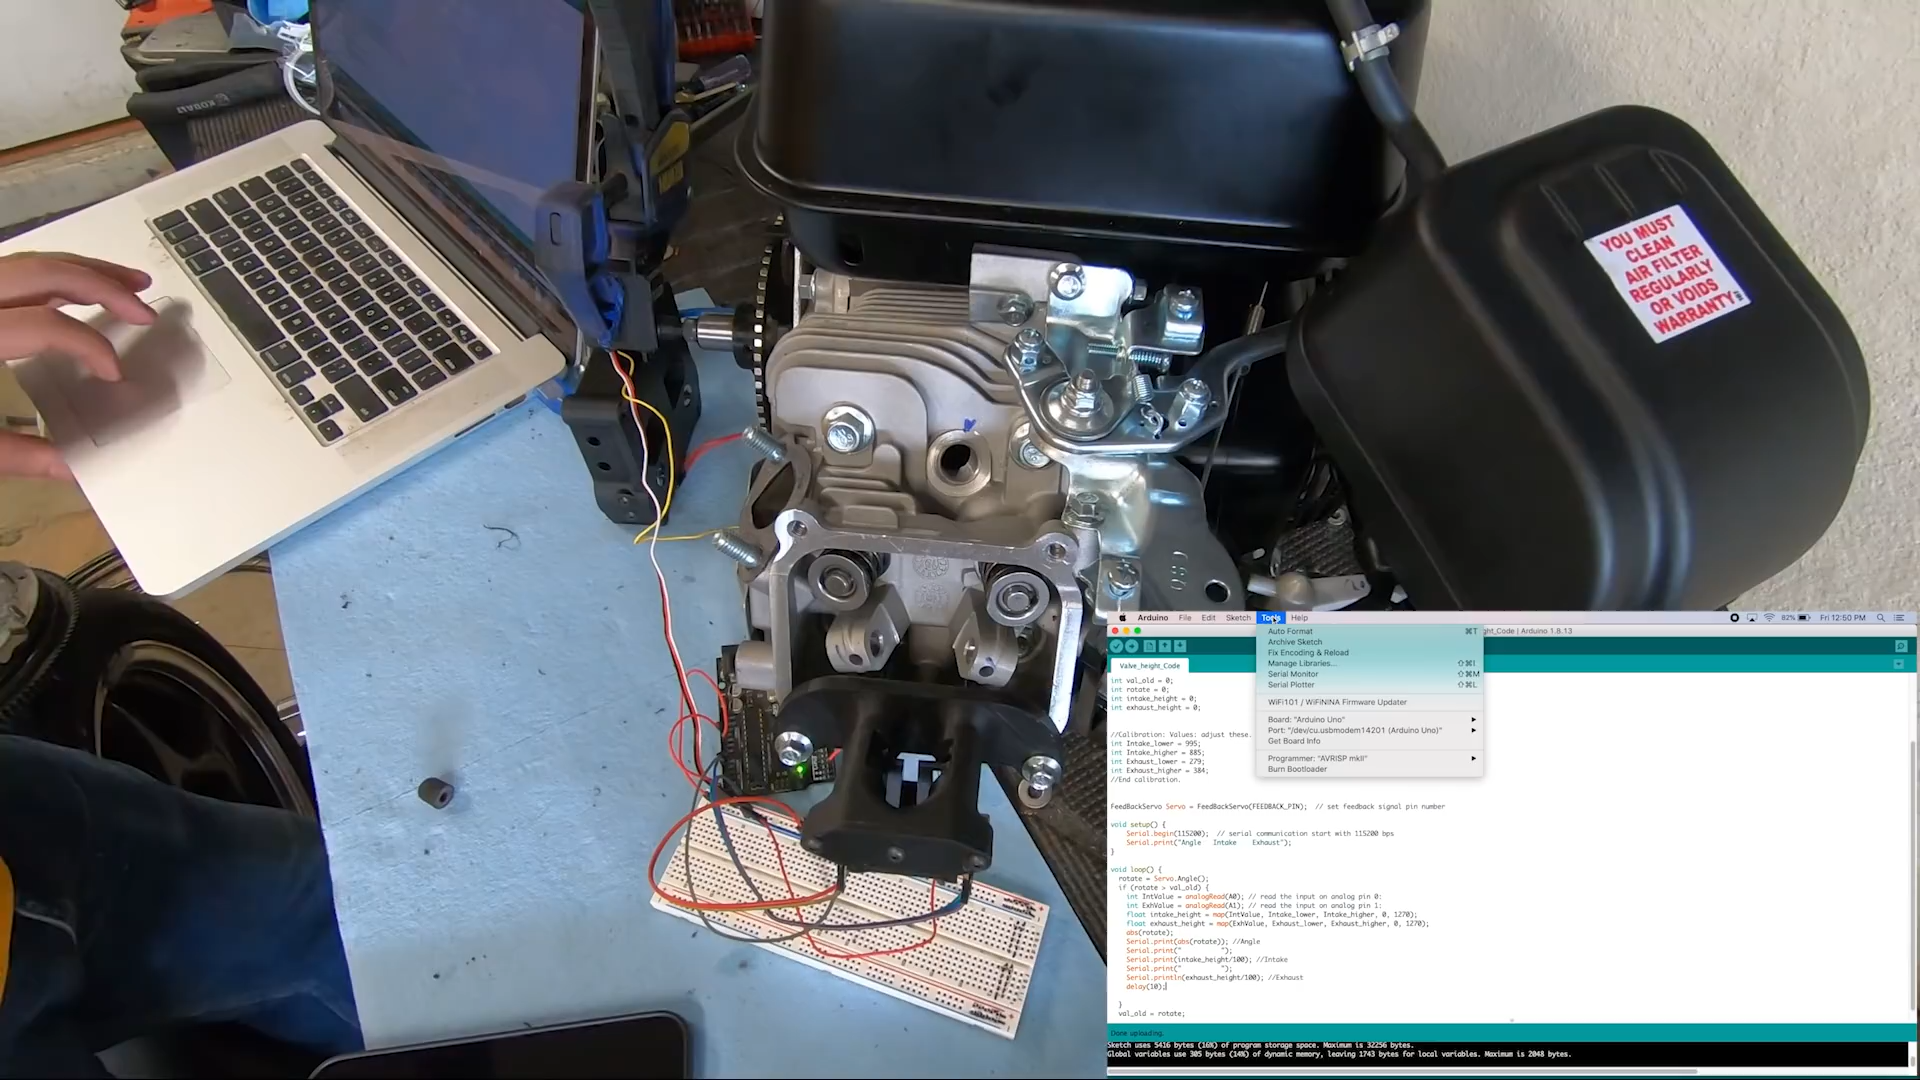 YOU MUST
CLEAN
AIR FILTER
REGULARLY
OR VOIDS
WARRANTY
Arduino File Edit Sketch Tools Help
82% Fri 12:50 PM
ght_Code | Arduino 1.8.13
Auto Format ⌘T
Archive Sketch
Fix Encoding & Reload
Manage Libraries... ⇧⌘I
Serial Monitor ⇧⌘M
Serial Plotter ⇧⌘L
WiFi101 / WiFiNINA Firmware Updater
Board: "Arduino Uno"
Port: "/dev/cu.usbmodem14201 (Arduino Uno)"
Get Board Info
Programmer: "AVRISP mkII"
Burn Bootloader
Valve_height_Code
int val_old = 0;
int rotate = 0;
int intake_height = 0;
int exhaust_height = 0;
//Calibration: Values: adjust these.
int Intake_lower = 995;
int Intake_higher = 885;
int Exhaust_lower = 279;
int Exhaust_higher = 384;
//End calibration.
FeedBackServo Servo = FeedBackServo(FEEDBACK_PIN); // set feedback signal pin number
void setup() {
Serial.begin(115200); // serial communication start with 115200 bps
Serial.print("Angle Intake Exhaust");
}
void loop() {
rotate = Servo.Angle();
if (rotate > val_old) {
int IntValue = analogRead(A0); // read the input on analog pin 0:
int ExhValue = analogRead(A1); // read the input on analog pin 1:
float intake_height = map(IntValue, Intake_lower, Intake_higher, 0, 1270);
float exhaust_height = map(ExhValue, Exhaust_lower, Exhaust_higher, 0, 1270);
abs(rotate);
Serial.print(abs(rotate)); //Angle
Serial.print(" ");
Serial.print(intake_height/100); //Intake
Serial.print(" ");
Serial.println(exhaust_height/100); //Exhaust
delay(10);
}
val_old = rotate;
Done uploading.
Sketch uses 5416 bytes (16%) of program storage space. Maximum is 32256 bytes.
Global variables use 305 bytes (14%) of dynamic memory, leaving 1743 bytes for local variables. Maximum is 2048 bytes.